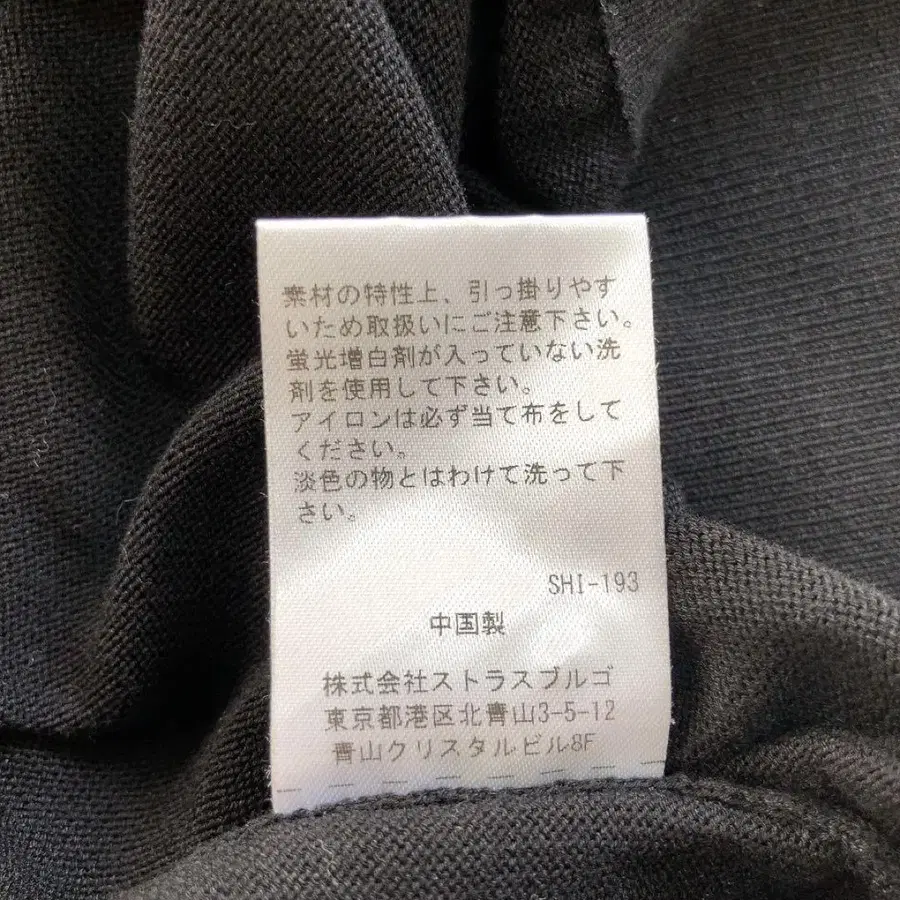 素材の特性上、引っ掛りやす
いため取扱いにご注意下さい。
蛍光増白剤が入っていない洗
剤を使用して下さい。
アイロンは必ず当て布をして
ください。
淡色の物とはわけて洗って下
さい。
SHI-193
中国製
株式会社ストラスブルゴ
東京都港区北青山3-5-12
青山クリスタルビル8F